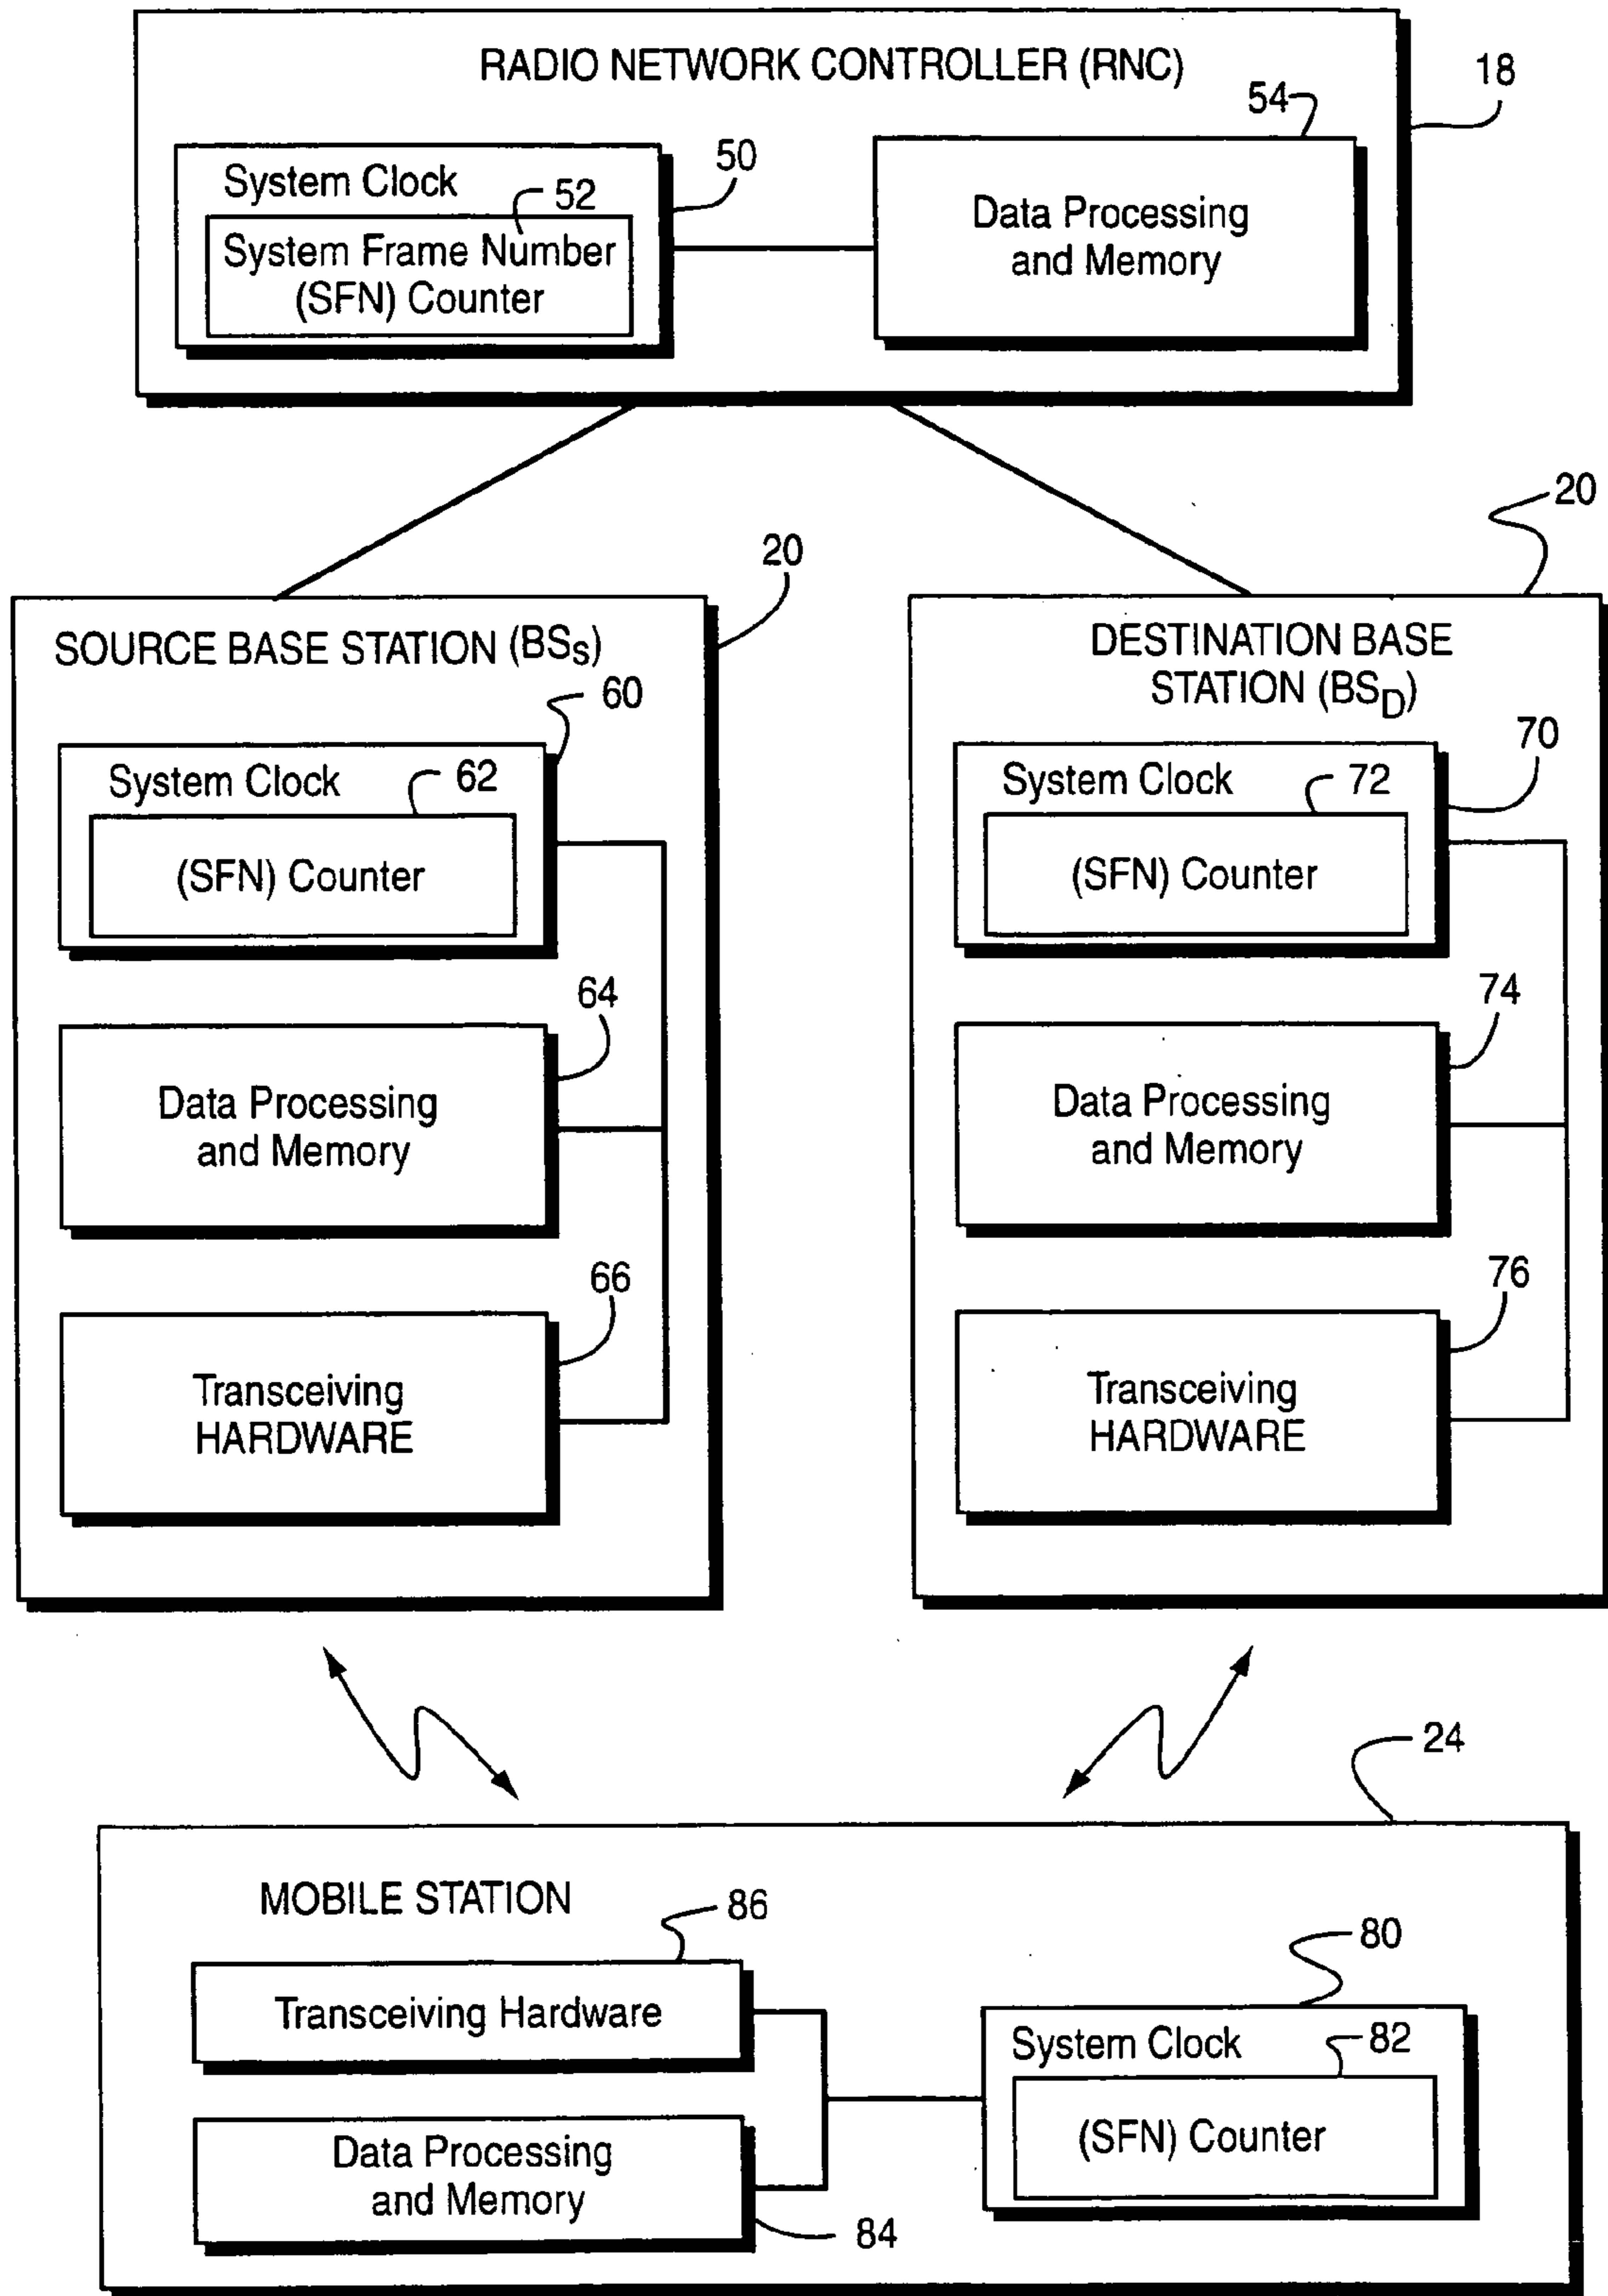 RADIO NETWORK CONTROLLER (RNC)
18
54
50
System Clock
52
System Frame Number
(SFN) Counter
Data Processing
and Memory
20
20
SOURCE BASE STATION (BSS)
60
System Clock
62
(SFN) Counter
64
Data Processing
and Memory
66
Transceiving
HARDWARE
DESTINATION BASE
STATION (BSD)
70
System Clock
72
(SFN) Counter
74
Data Processing
and Memory
76
Transceiving
HARDWARE
24
MOBILE STATION
86
Transceiving Hardware
Data Processing
and Memory
84
80
System Clock
82
(SFN) Counter